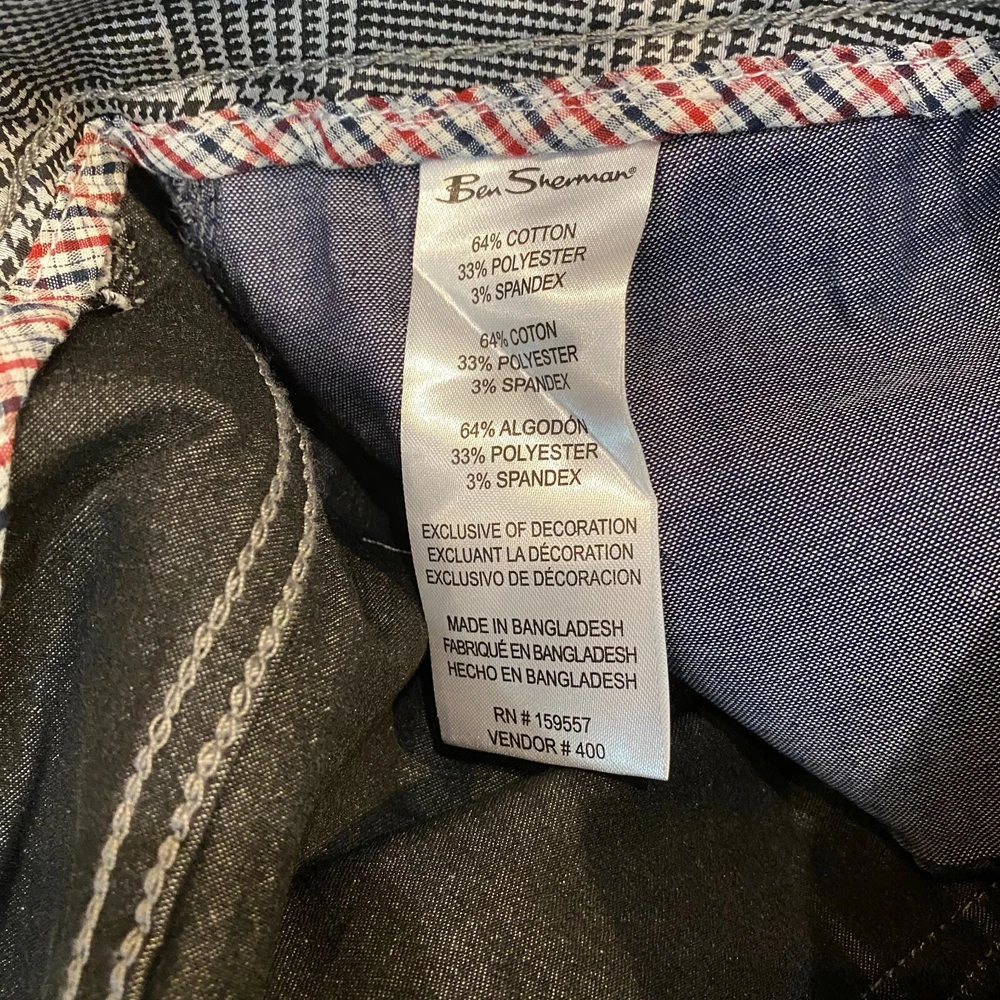 Ben Sherman®
64% COTTON
33% POLYESTER
3% SPANDEX
64% COTON
33% POLYESTER
3% SPANDEX
64% ALGODÓN
33% POLYESTER
3% SPANDEX
EXCLUSIVE OF DECORATION
EXCLUANT LA DÉCORATION
EXCLUSIVO DE DÉCORACION
MADE IN BANGLADESH
FABRIQUÉ EN BANGLADESH
HECHO EN BANGLADESH
RN # 159557
VENDOR # 400